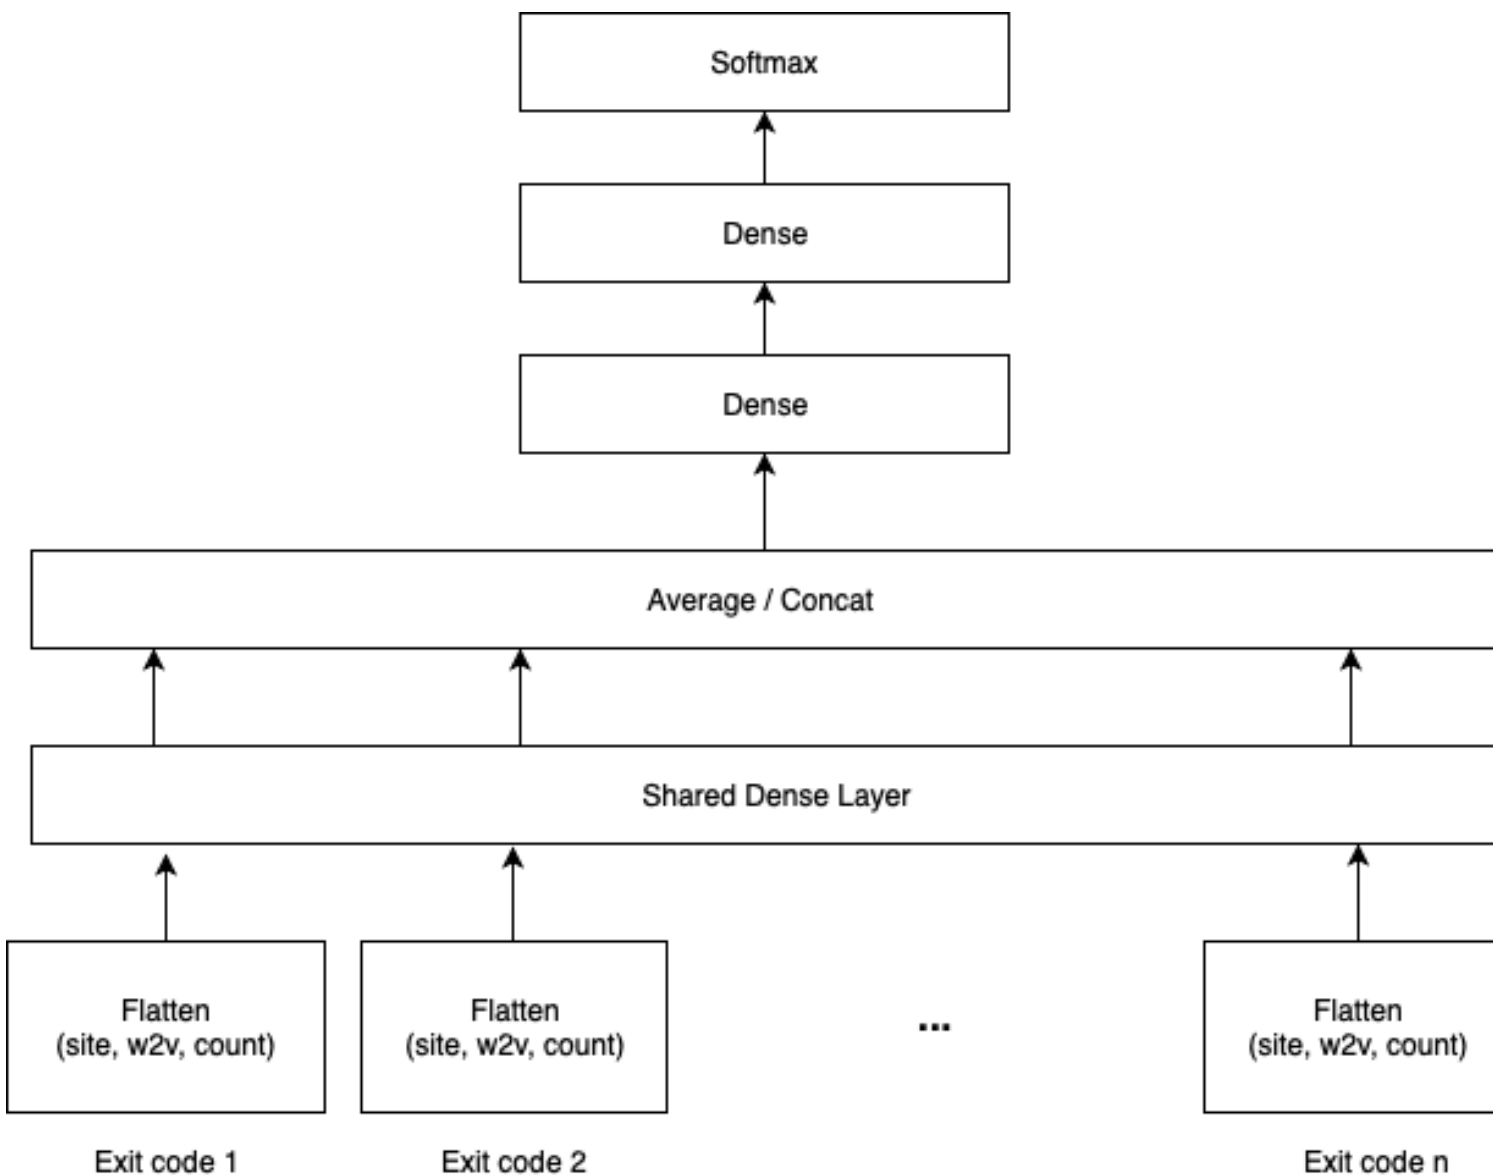 Softmax
Dense
Dense
Average / Concat
Shared Dense Layer
Flatten
(site, w2v, count)
Flatten
(site, w2v, count)
...
Flatten
(site, w2v, count)
Exit code 1
Exit code 2
Exit code n